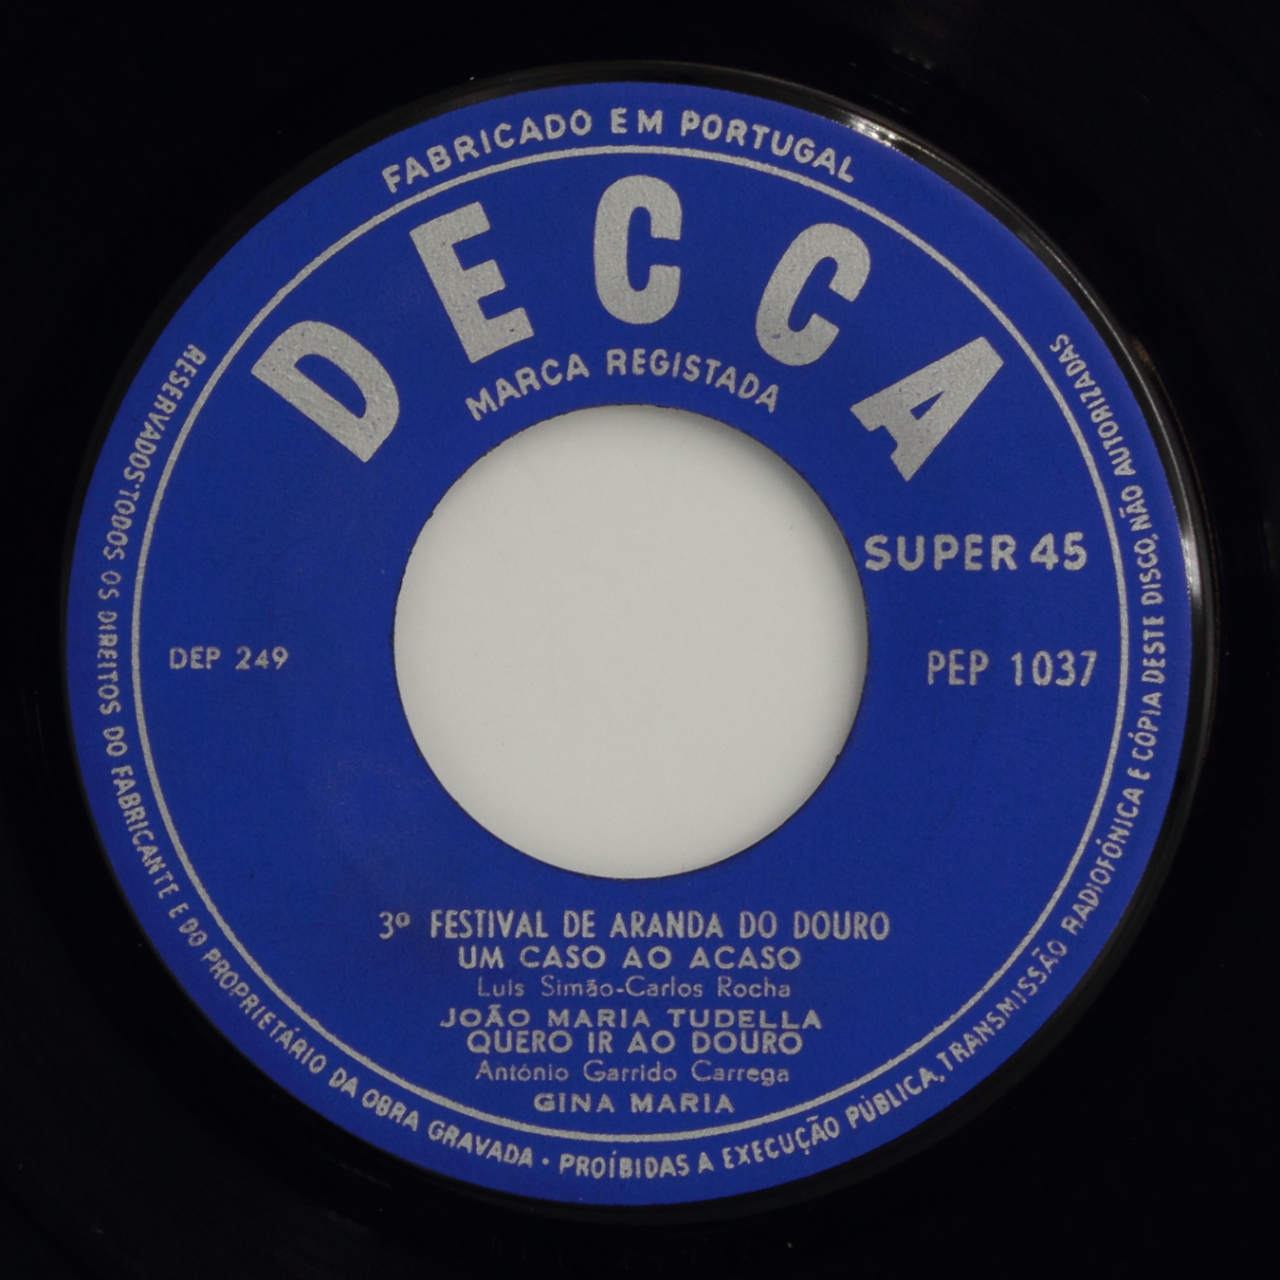 FABRICADO EM PORTUGAL
DECCA
MARCA REGISTADA
SUPER 45
DEP 249
PEP 1037
3º FESTIVAL DE ARANDA DO DOURO
UM CASO AO ACASO
Luis Simão-Carlos Rocha
JOÃO MARIA TUDELLA
QUERO IR AO DOURO
António Garrido Carrega
GINA MARIA
RESERVADOS·TODOS OS DIREITOS DO FABRICANTE E DO PROPRIETÁRIO DA OBRA GRAVADA · PROÍBIDAS A EXECUÇÃO PÚBLICA, TRANSMISSÃO RADIOFÓNICA E CÓPIA DESTE DISCO, NÃO AUTORIZADAS